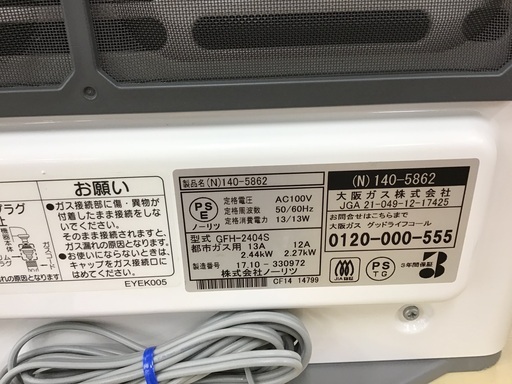 お願い
●ガス接続部に傷・異物が
付着したまま接続をしな
いでください。
そのまま接続されますと、
ガス漏れの原因となります。
●お使いにならないときは、
キャップをガス接続口に
はめてください。
EYEK005
製品名 (N)140-5862
PS
E
ノーリツ
定格電圧 AC100V
定格周波数 50/60Hz
定格消費電力 13/13W
型式 GFH-2404S
都市ガス用 13A 12A
2.44kW 2.27kW
製造番号 17.10-330972
株式会社ノーリツ
CF14 14799
(N) 140-5862
大阪ガス株式会社
JGA 21-049-12-17425
お問合せはこちらまで
大阪ガス グッドライフコール
0120-000-555
JIA認証
PS
TG
3年間保証